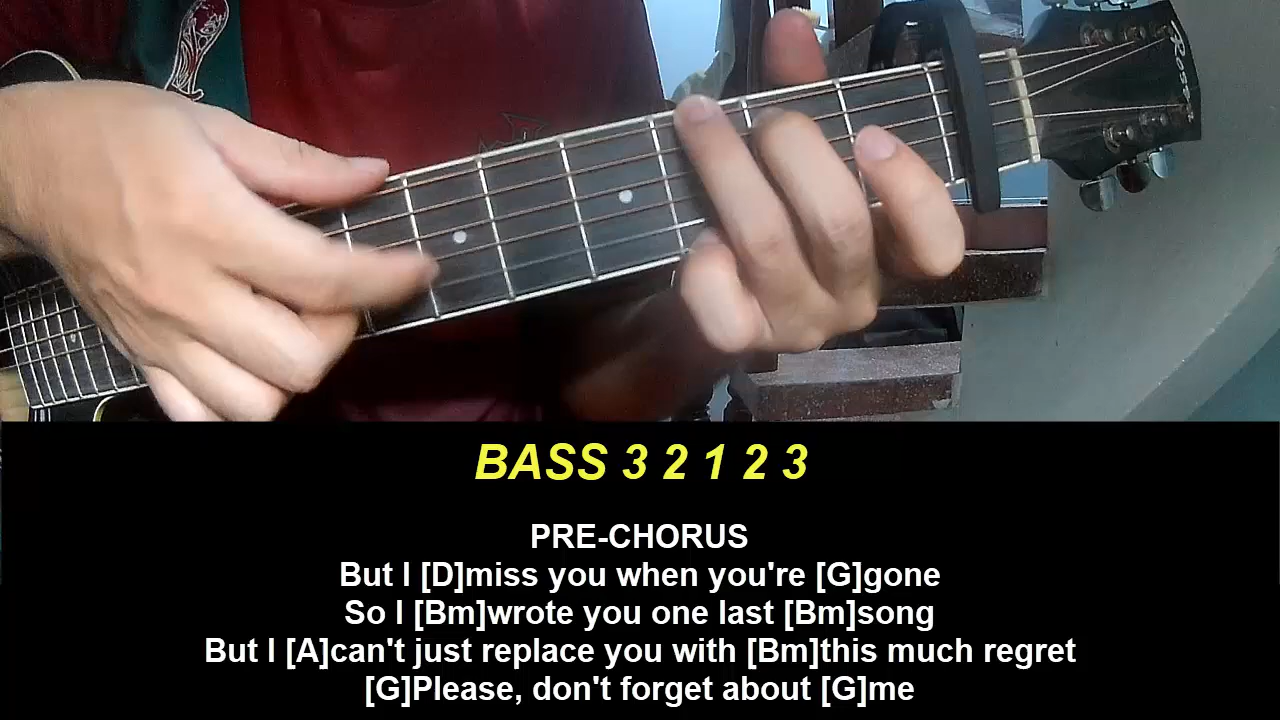 Rose
BASS 3 2 1 2 3
PRE-CHORUS
But I [D]miss you when you're [G]gone
So I [Bm]wrote you one last [Bm]song
But I [A]can't just replace you with [Bm]this much regret
[G]Please, don't forget about [G]me